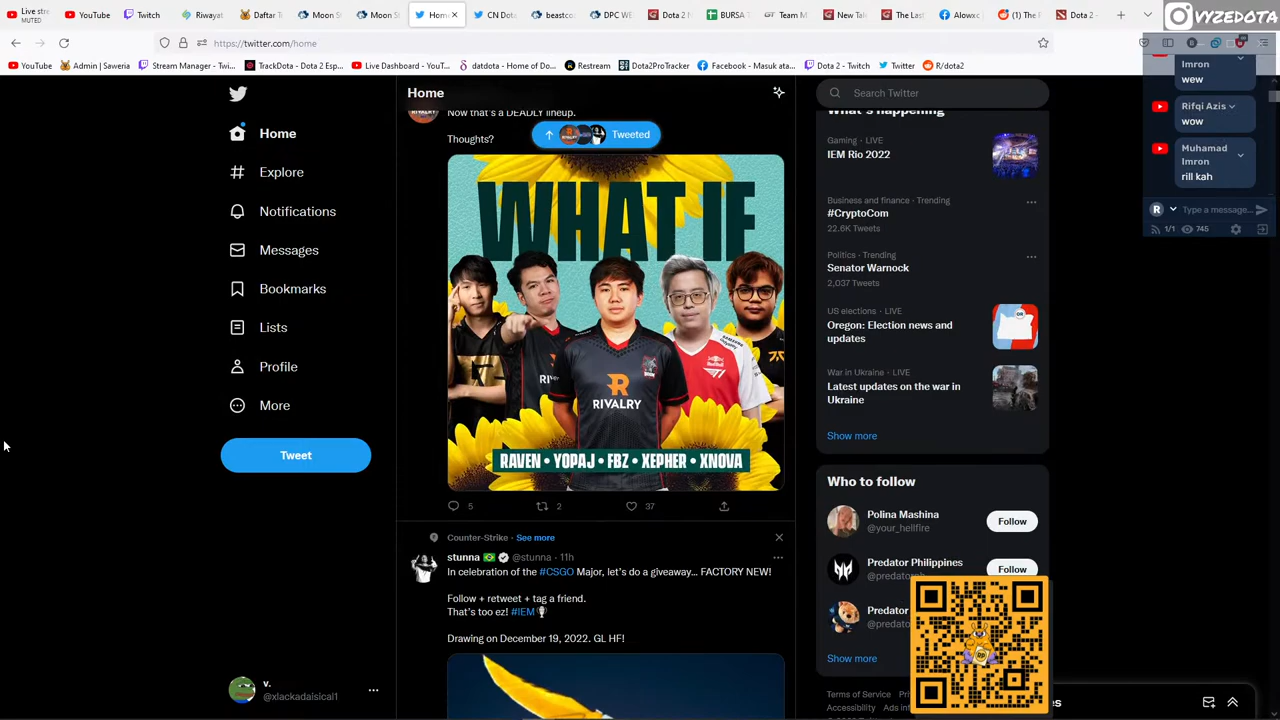 Live stre
MUTED
YouTube
Twitch
Riwayat
Daftar T
Moon S
Moon S
Hom
CN Dota
beastco
DPC WE
Dota 2 N
BURSA T
Team M
New Take
The Last
Alowxc
(1) The F
Dota 2 -
VYZEDOTA
https://twitter.com/home
YouTube
Admin | Saweria
Stream Manager - Twi...
TrackDota - Dota 2 Esp...
Live Dashboard - YouT...
datdota - Home of Do...
Restream
Dota2ProTracker
Facebook - Masuk ata...
Dota 2 - Twitch
Twitter
R/dota2
Home
Explore
Notifications
Messages
Bookmarks
Lists
Profile
More
Tweet
v.
@xlackadaisical1
Home
Now that's a DEADLY lineup.
Thoughts?
Tweeted
WHAT IF
RIVALRY
RAVEN • YOPAJ • FBZ • XEPHER • XNOVA
5
2
37
Counter-Strike · See more
stunna @stunna · 11h
In celebration of the #CSGO Major, let's do a giveaway... FACTORY NEW!
Follow + retweet + tag a friend.
That's too ez! #IEM
Drawing on December 19, 2022. GL HF!
Search Twitter
What's happening
Gaming · LIVE
IEM Rio 2022
Business and finance · Trending
#CryptoCom
22.6K Tweets
Politics · Trending
Senator Warnock
2,037 Tweets
US elections · LIVE
Oregon: Election news and
updates
War in Ukraine · LIVE
Latest updates on the war in
Ukraine
Show more
Who to follow
Polina Mashina
@your_hellfire
Follow
Predator Philippines
@predato
Follow
Predator
@preda
Show more
Terms of Service
Accessibility
Imron
wew
Rifqi Azis
wow
Muhamad
Imron
rill kah
R
Type a message...
1/1
745